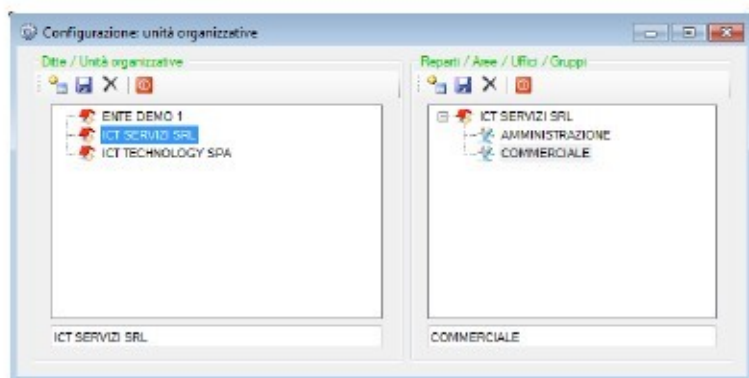 Configurazione: unità organizzative
Ditte / Unità organizzative
ENTE DEMO 1
ICT SERVIZI SRL
ICT TECHNOLOGY SPA
ICT SERVIZI SRL
Reparti / Aree / Uffici / Gruppi
ICT SERVIZI SRL
AMMINISTRAZIONE
COMMERCIALE
COMMERCIALE